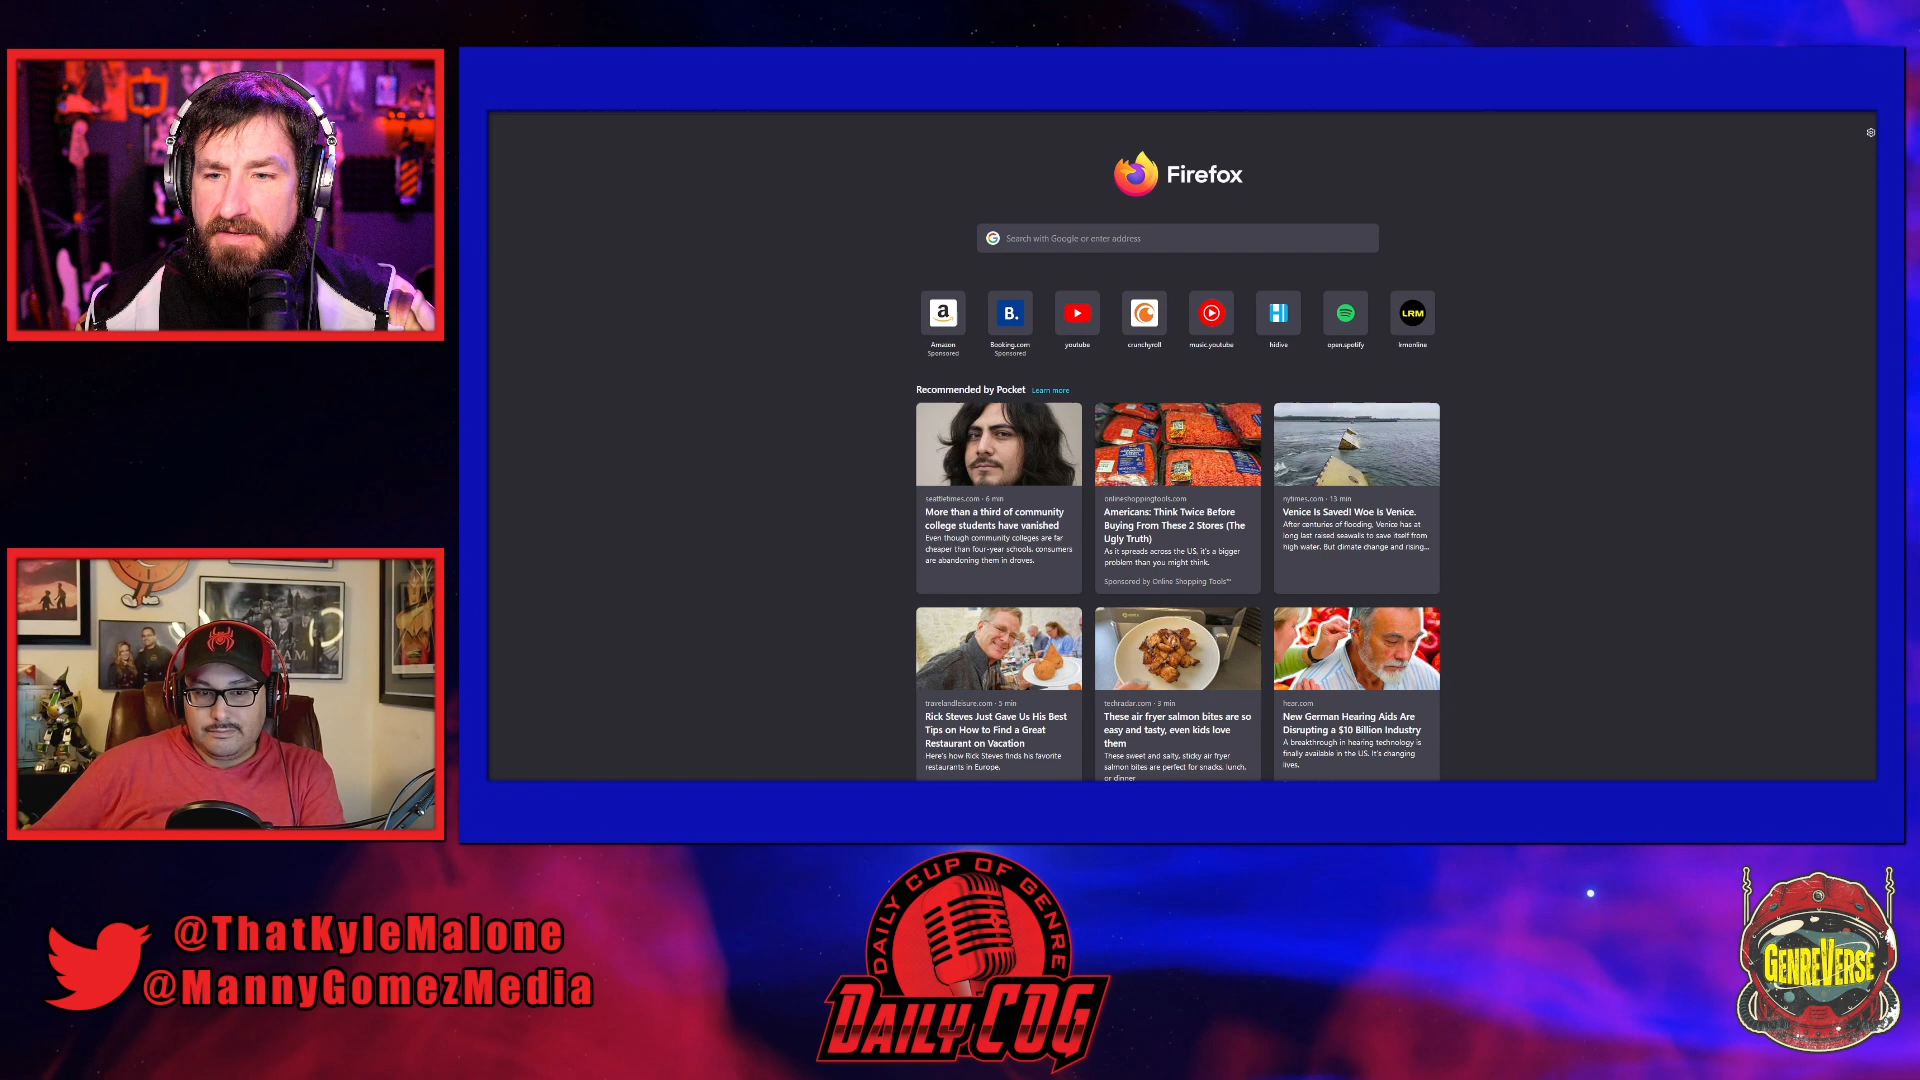 Firefox
Search with Google or enter address
a
B.
LRM
Amazon
Sponsored
Booking.com
Sponsored
youtube
crunchyroll
music.youtube
hidive
open.spotify
lrmonline
Recommended by Pocket Learn more
seattletimes.com · 6 min
More than a third of community
college students have vanished
Even though community colleges are far
cheaper than four-year schools, consumers
are abandoning them in droves.
onlineshoppingtools.com
Americans: Think Twice Before
Buying From These 2 Stores (The
Ugly Truth)
As it spreads across the US, it's a bigger
problem than you might think.
Sponsored by Online Shopping Tools™
nytimes.com · 13 min
Venice Is Saved! Woe Is Venice.
After centuries of flooding, Venice has at
long last raised seawalls to save itself from
high water. But climate change and rising...
travelandleisure.com · 5 min
Rick Steves Just Gave Us His Best
Tips on How to Find a Great
Restaurant on Vacation
Here's how Rick Steves finds his favorite
restaurants in Europe.
techradar.com · 3 min
These air fryer salmon bites are so
easy and tasty, even kids love
them
These sweet and salty, sticky air fryer
salmon bites are perfect for snacks, lunch,
or dinner
hear.com
New German Hearing Aids Are
Disrupting a $10 Billion Industry
A breakthrough in hearing technology is
finally available in the US. It's changing
lives.
@ThatKyleMalone
@MannyGomezMedia
DAILY CUP OF GENRE
DAILY COG
GENREVERSE